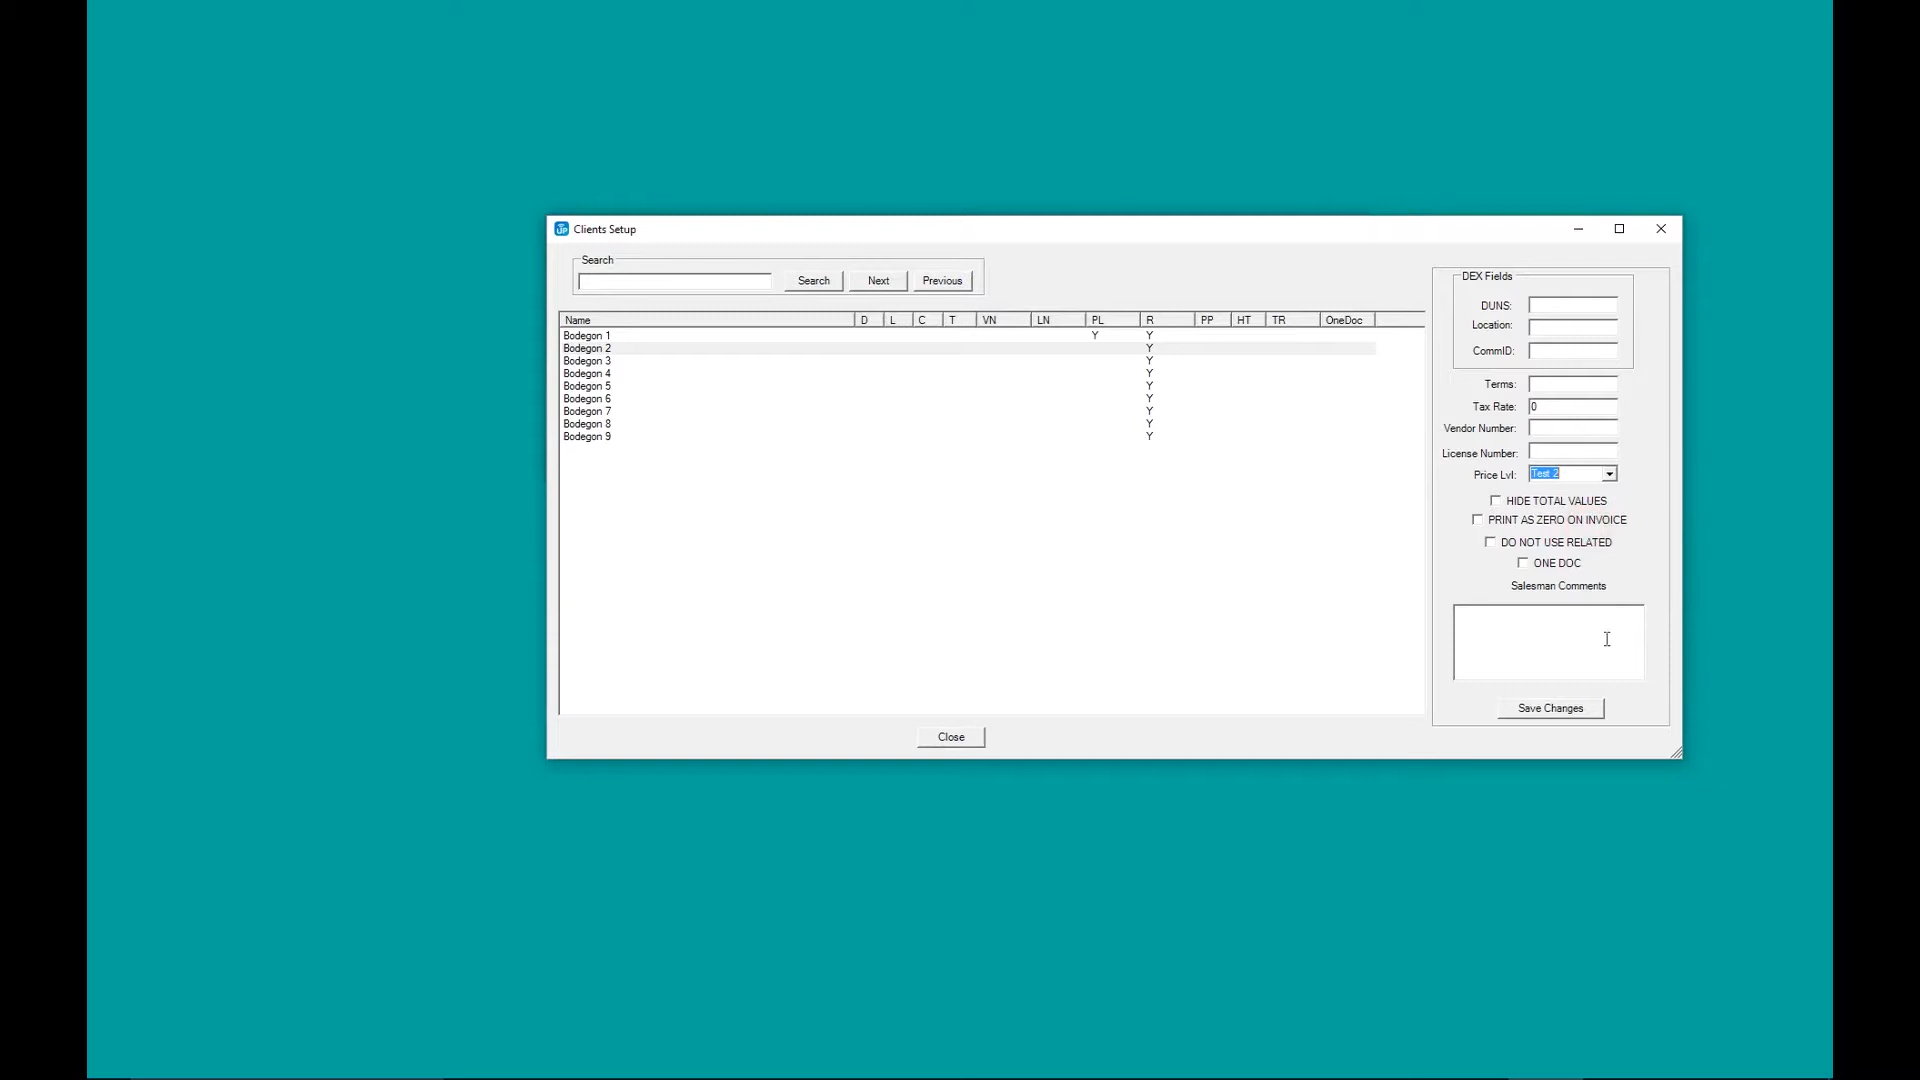 Clients Setup
Search
Search Next Previous
Name D L C T VN LN PL R PP HT TR OneDoc
Bodegon 1 Y Y
Bodegon 2 Y
Bodegon 3 Y
Bodegon 4 Y
Bodegon 5 Y
Bodegon 6 Y
Bodegon 7 Y
Bodegon 8 Y
Bodegon 9 Y
Close
DEX Fields
DUNS:
Location:
CommID:
Terms:
Tax Rate: 0
Vendor Number:
License Number:
Price Lvl: Test 2
HIDE TOTAL VALUES
PRINT AS ZERO ON INVOICE
DO NOT USE RELATED
ONE DOC
Salesman Comments
Save Changes